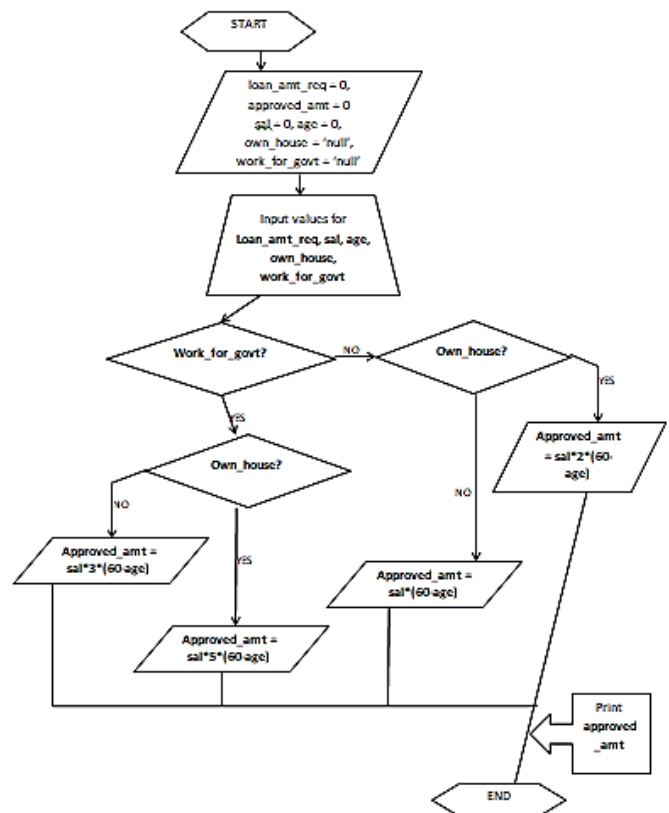 START
loan_amt_req = 0,
approved_amt = 0
sal = 0, age = 0,
own_house = ‘null’,
work_for_govt = ‘null’
Input values for
Loan_amt_req, sal, age,
own_house,
work_for_govt
Work_for_govt?
NO
Own_house?
YES
Approved_amt
= sal*2*(60-
age)
YES
Own_house?
NO
NO
YES
Approved_amt =
sal*3*(60-age)
Approved_amt =
sal*(60-age)
Approved_amt =
sal*5*(60-age)
Print
approved
_amt
END